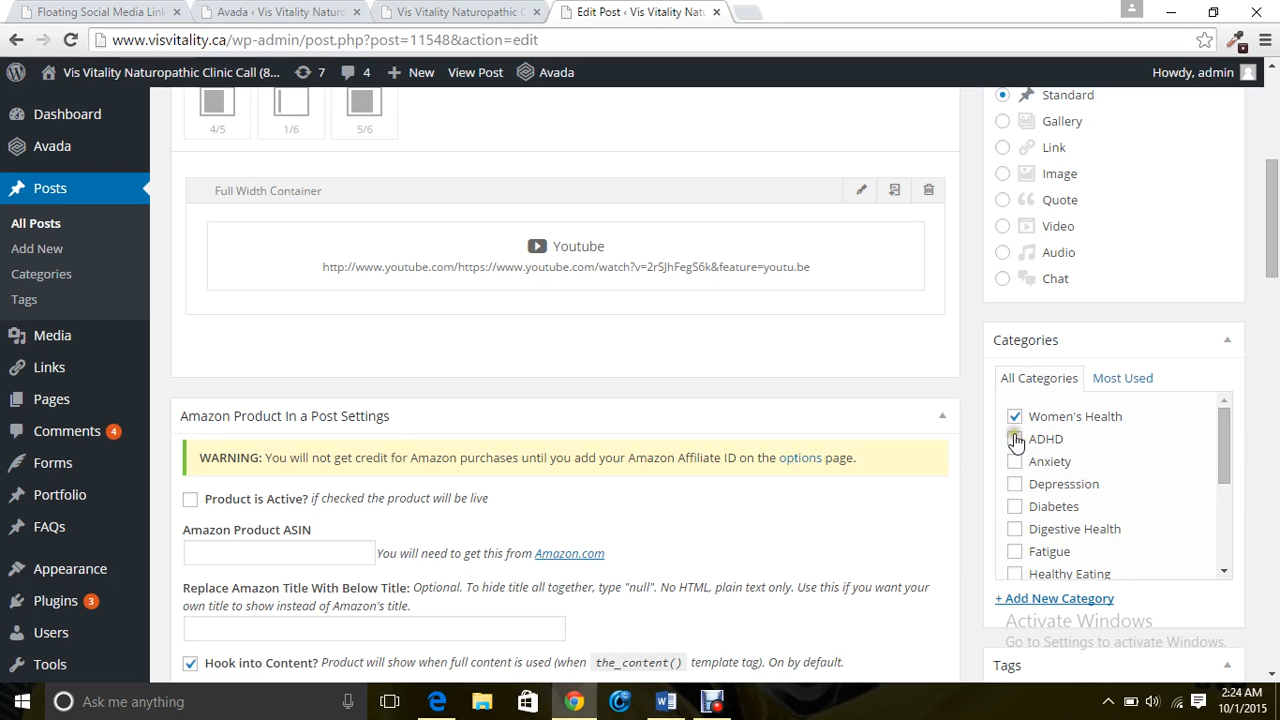 Floating Social Media Link
Avada ‹ Vis Vitality Natur
Vis Vitality Naturopathic C
Edit Post ‹ Vis Vitality Nat
www.visvitality.ca/wp-admin/post.php?post=11548&action=edit
Vis Vitality Naturopathic Clinic Call (8... 7 4 New View Post Avada Howdy, admin
Dashboard
Avada
Posts
All Posts
Add New
Categories
Tags
Media
Links
Pages
Comments 4
Forms
Portfolio
FAQs
Appearance
Plugins 3
Users
Tools
4/5 1/6 5/6
Full Width Container
Youtube
http://www.youtube.com/https://www.youtube.com/watch?v=2rSJhFegS6k&feature=youtu.be
Amazon Product In a Post Settings
WARNING: You will not get credit for Amazon purchases until you add your Amazon Affiliate ID on the options page.
Product is Active? if checked the product will be live
Amazon Product ASIN
You will need to get this from Amazon.com
Replace Amazon Title With Below Title: Optional. To hide title all together, type "null". No HTML, plain text only. Use this if you want your
own title to show instead of Amazon's title.
Hook into Content? Product will show when full content is used (when the_content() template tag). On by default.
Standard
Gallery
Link
Image
Quote
Video
Audio
Chat
Categories
All Categories Most Used
Women's Health
ADHD
Anxiety
Depresssion
Diabetes
Digestive Health
Fatigue
Healthy Eating
+ Add New Category
Activate Windows
Go to Settings to activate Windows.
Tags
Ask me anything
2:24 AM
10/1/2015